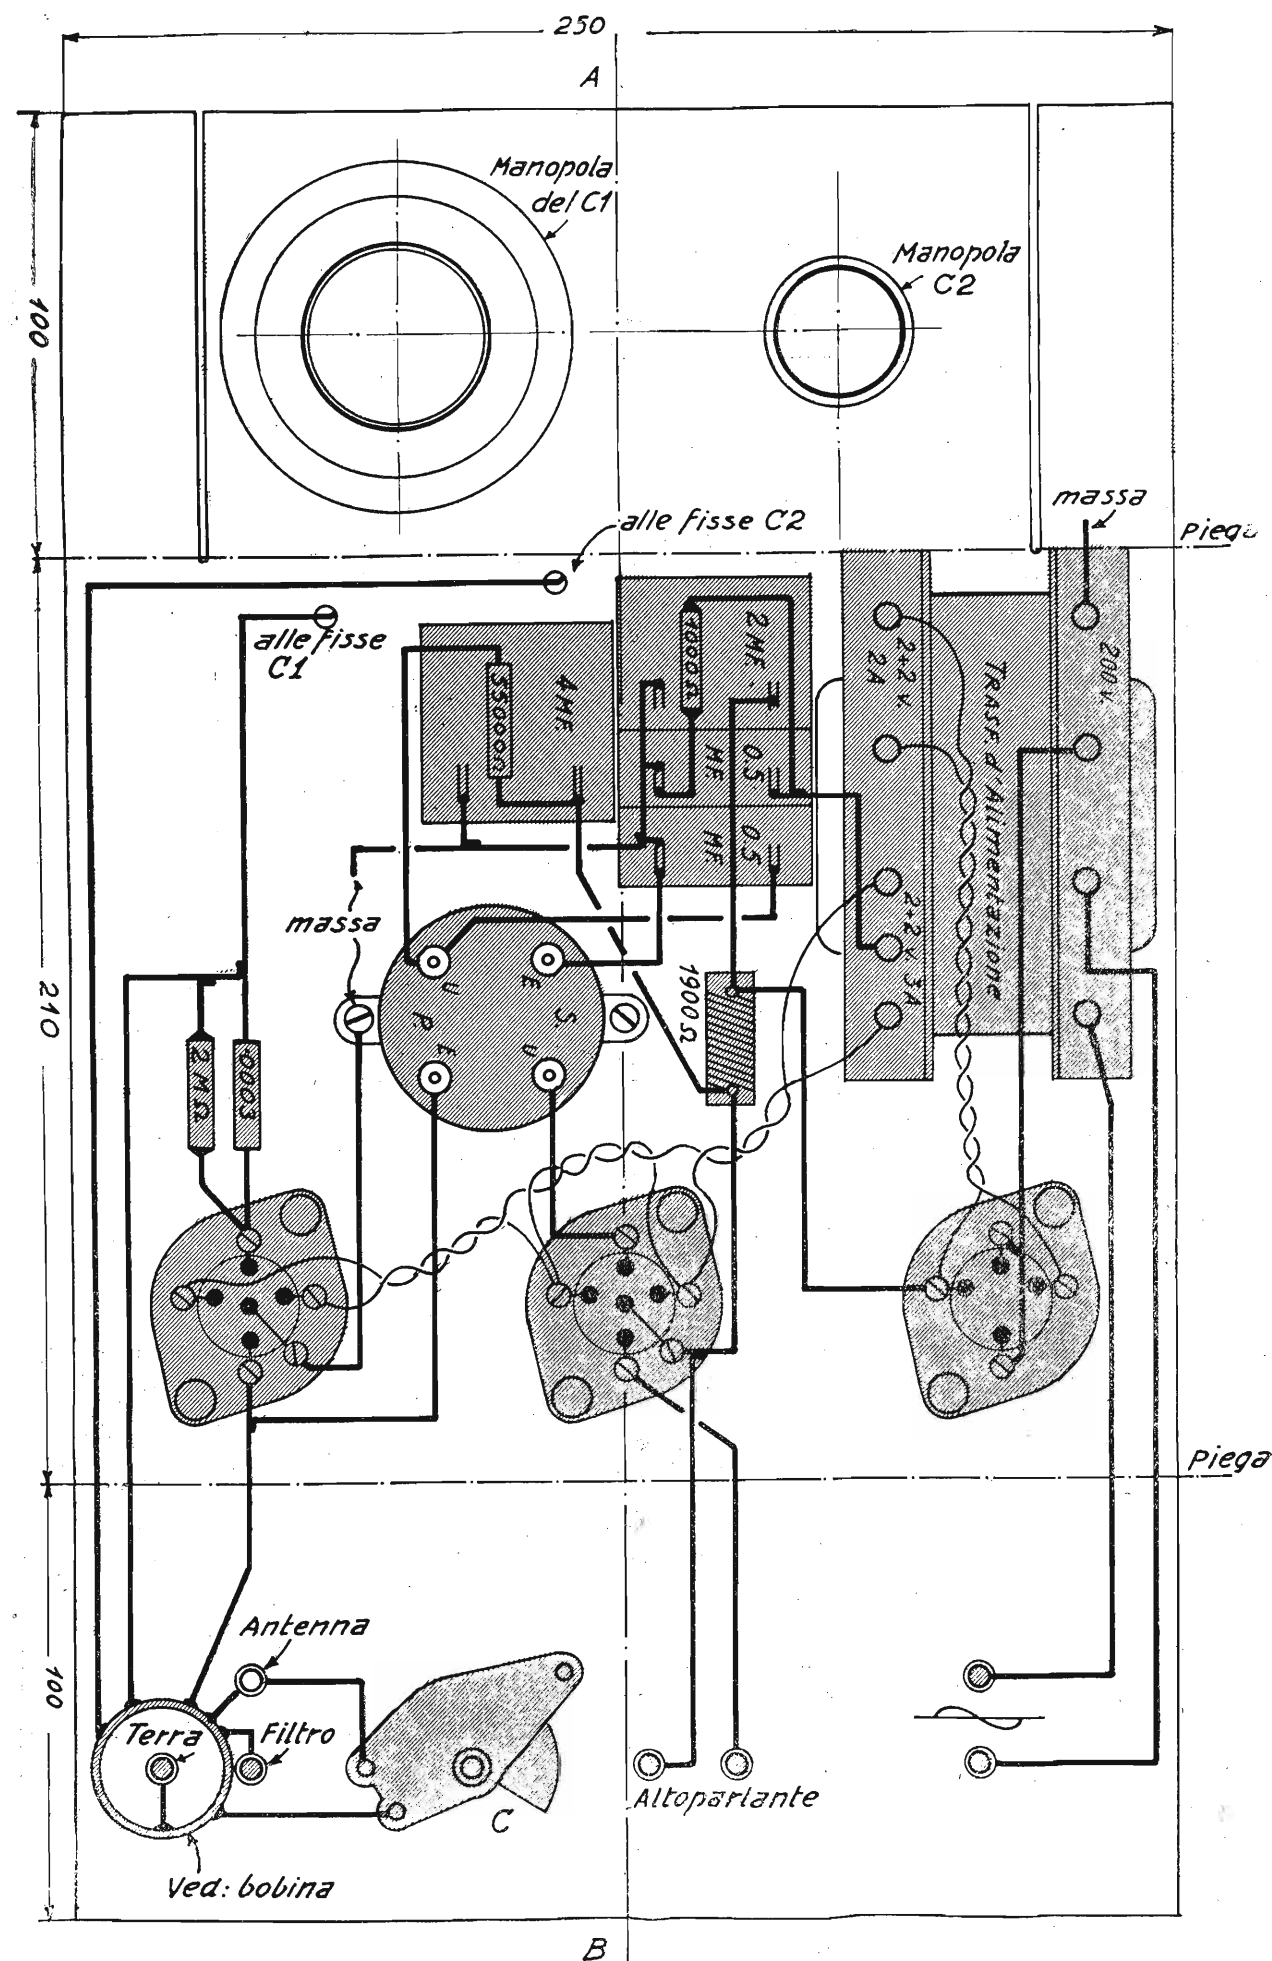 250
A
Manopola
del C1
Manopola
C2
100
massa
alle fisse C2
Piega
alle fisse
C1
55000Ω
4MF.
1000Ω
2MF.
0.5
MF.
0.5
MF.
2+2 v.
2A
TRASF. d'Alimentazione
200v.
2+2 v. 3A
massa
U
E
P.
S.
E
U
1900Ω
210
2MΩ
0003
Piega
100
Antenna
Terra
Filtro
C
Altoparlante
Ved: bobina
B